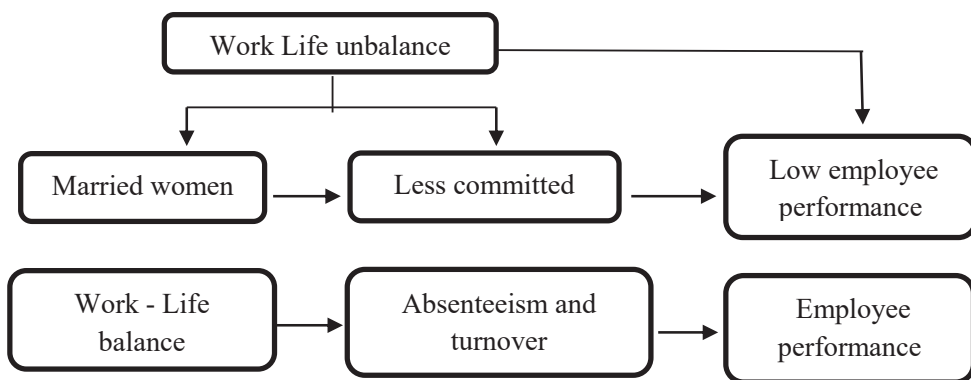 Work Life unbalance
Married women
Less committed
Low employee
performance
Work - Life
balance
Absenteeism and
turnover
Employee
performance